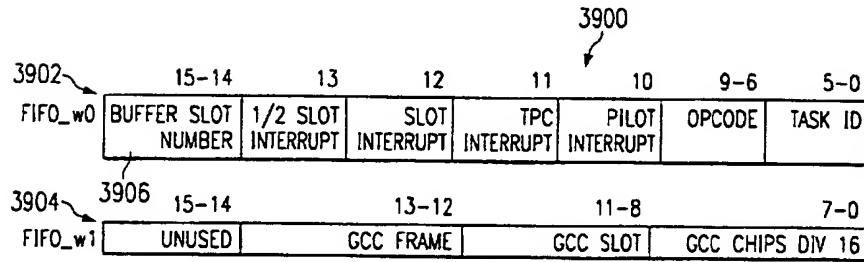 3900
3902 15-14 13 12 11 10 9-6 5-0
FIFO_w0 BUFFER SLOT 1/2 SLOT SLOT TPC PILOT OPCODE TASK ID
NUMBER INTERRUPT INTERRUPT INTERRUPT INTERRUPT
3906
3904 15-14 13-12 11-8 7-0
FIFO_w1 UNUSED GCC FRAME GCC SLOT GCC CHIPS DIV 16